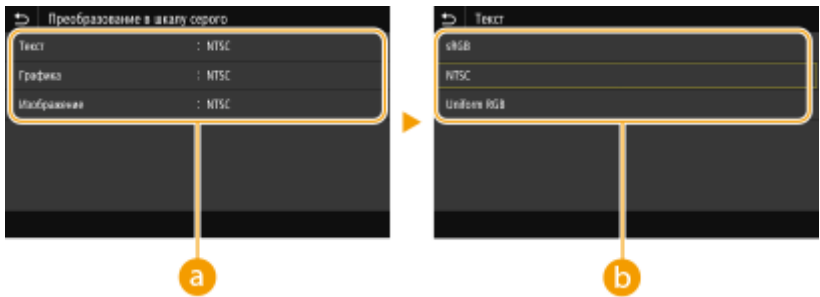 Преобразование в шкалу серого
Текст : NTSC
Графика : NTSC
Изображение : NTSC
a
Текст
sRGB
NTSC
Uniform RGB
b